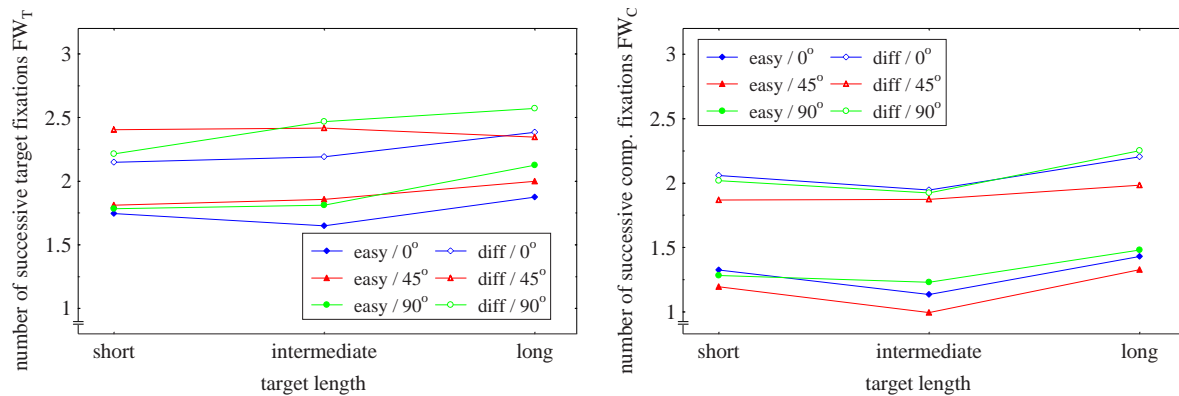 number of successive target fixations FW_T
3
2.5
2
1.5
1
easy / 0° diff / 0°
easy / 45° diff / 45°
easy / 90° diff / 90°
short intermediate long
target length
number of successive comp. fixations FW_C
3
2.5
2
1.5
1
easy / 0° diff / 0°
easy / 45° diff / 45°
easy / 90° diff / 90°
short intermediate long
target length